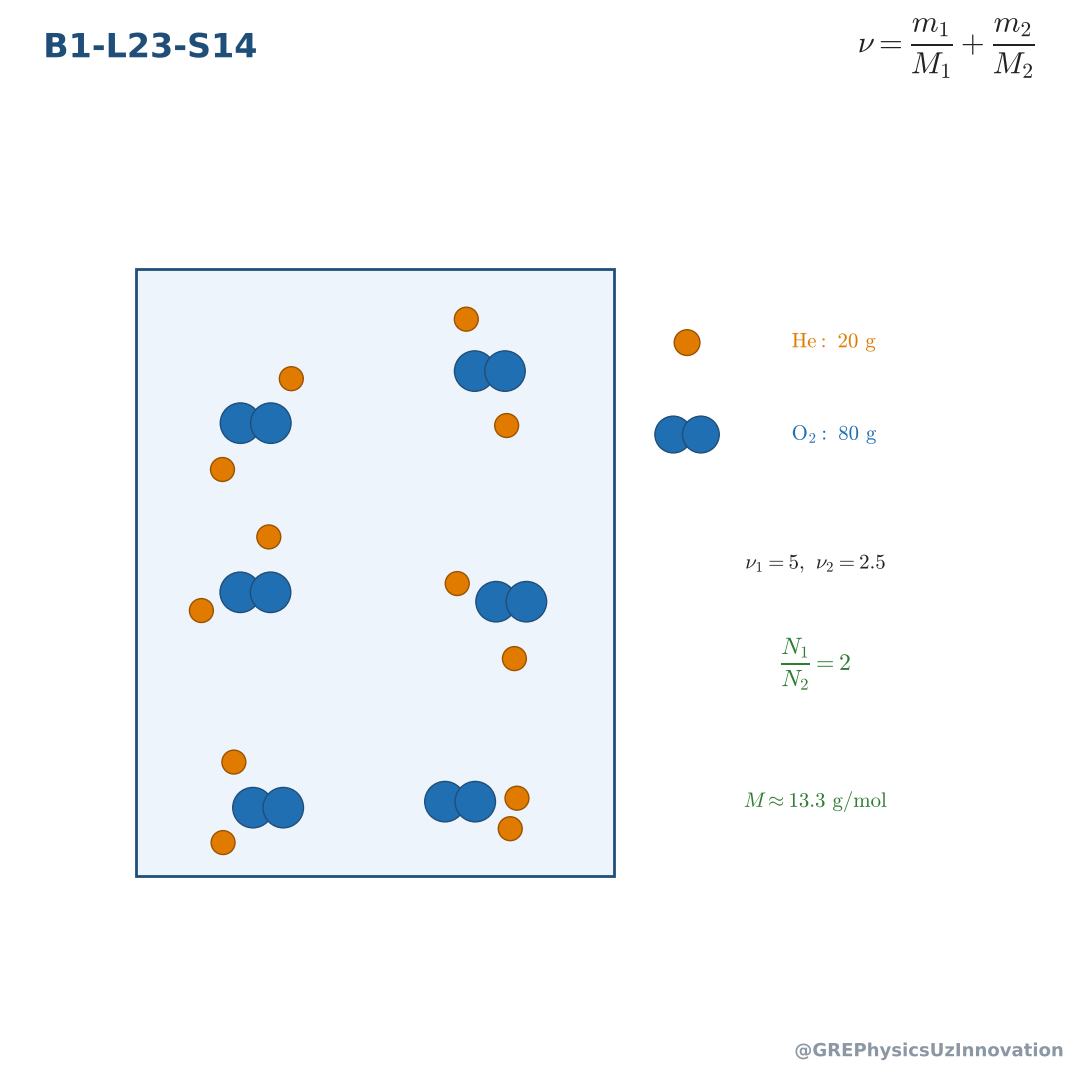 B1-L23-S14
ν = m₁/M₁ + m₂/M₂
He : 20 g
O₂ : 80 g
ν₁ = 5, ν₂ = 2.5
N₁/N₂ = 2
M ≈ 13.3 g/mol
@GREPhysicsUzInnovation